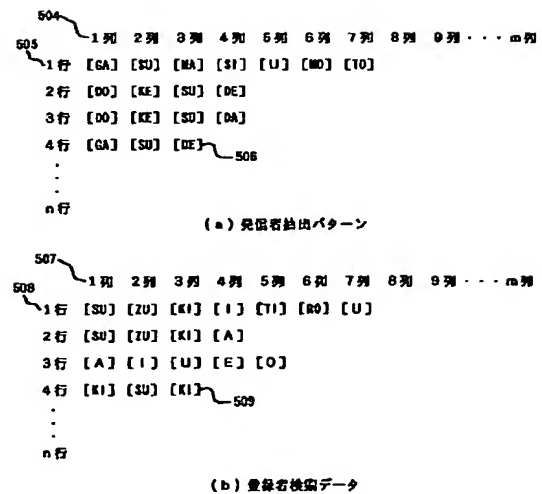 504
1列 2列 3列 4列 5列 6列 7列 8列 9列 ・・・ m列
505
1行 [GA] [SU] [MA] [SI] [U] [MO] [TO]
2行 [DO] [KE] [SU] [DE]
3行 [DO] [KE] [SU] [DA]
4行 [GA] [SU] [DE] 506
n行
(a) 発信者抽出パターン
507
1列 2列 3列 4列 5列 6列 7列 8列 9列 ・・・ m列
508
1行 [SU] [ZU] [KI] [I] [TI] [RO] [U]
2行 [SU] [ZU] [KI] [A]
3行 [A] [I] [U] [E] [O]
4行 [KI] [SU] [KI] 509
n行
(b) 登録者検索データ